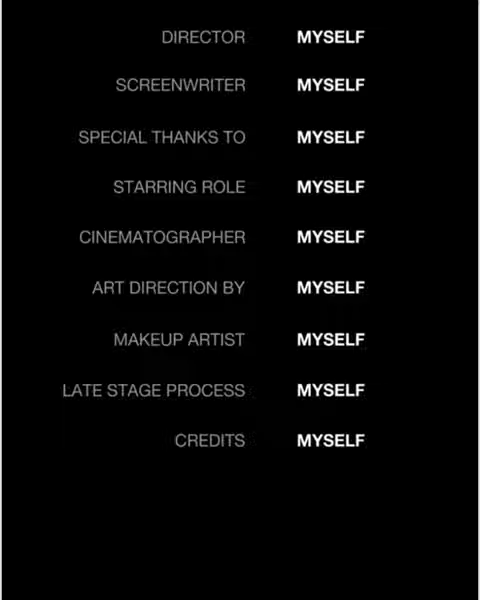 DIRECTOR MYSELF
SCREENWRITER MYSELF
SPECIAL THANKS TO MYSELF
STARRING ROLE MYSELF
CINEMATOGRAPHER MYSELF
ART DIRECTION BY MYSELF
MAKEUP ARTIST MYSELF
LATE STAGE PROCESS MYSELF
CREDITS MYSELF